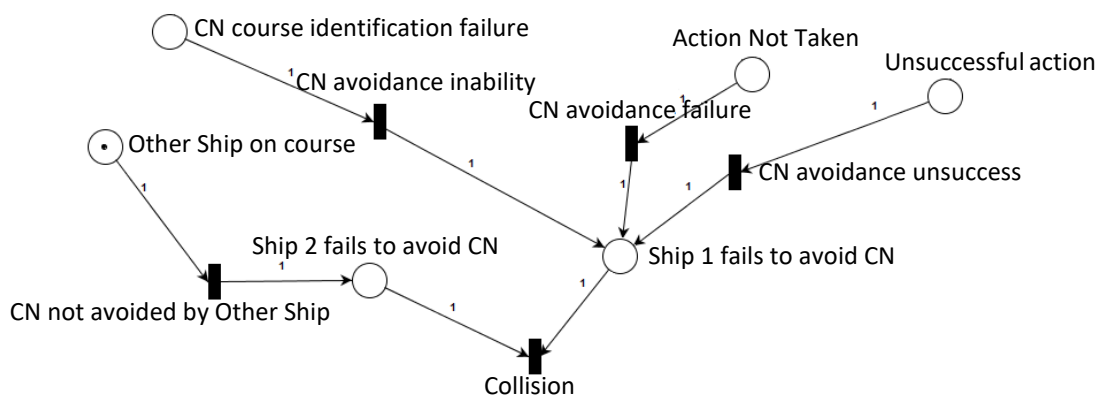 CN course identification failure
Action Not Taken
Unsuccessful action
1
CN avoidance inability
1
CN avoidance failure
1
Other Ship on course
1
1
1
CN avoidance unsuccess
1
Ship 2 fails to avoid CN
1
Ship 1 fails to avoid CN
1
CN not avoided by Other Ship
1
Collision